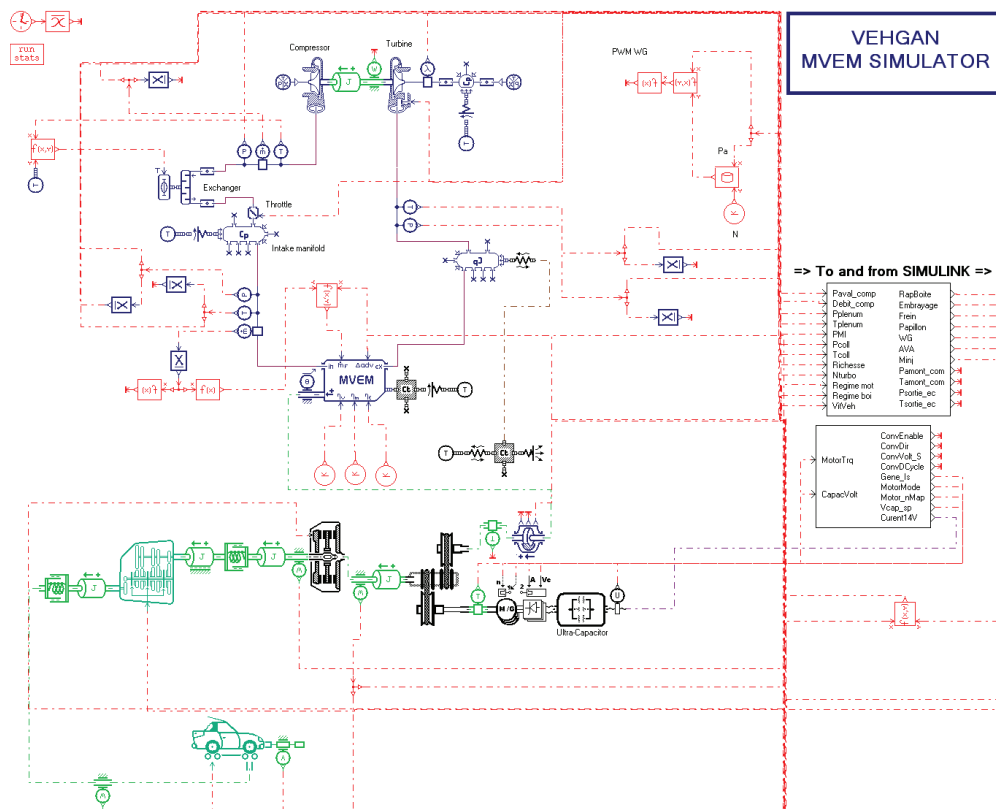 VEHGAN
MVEM SIMULATOR
run
stats
Compressor
Turbine
PWM WG
Pa
N
Exchanger
Throttle
Intake manifold
MVEM
=> To and from SIMULINK =>
Paval_comp
Debit_comp
Pplenum
Tplenum
PMI
Pcoll
Tcoll
Richesse
Nturbo
Regime mot
Regime boi
VitVeh
RapBoite
Embrayage
Frein
Papillon
WG
AVA
Minj
Pamont_com
Tamont_com
Psortie_ec
Tsortie_ec
MotorTrq
CapacVolt
ConvEnable
ConvDir
ConvVolt_S
ConvDCycle
Gene_Is
MotorMode
Motor_nMap
Vcap_sp
Curent14V
M/G
Ultra-Capacitor